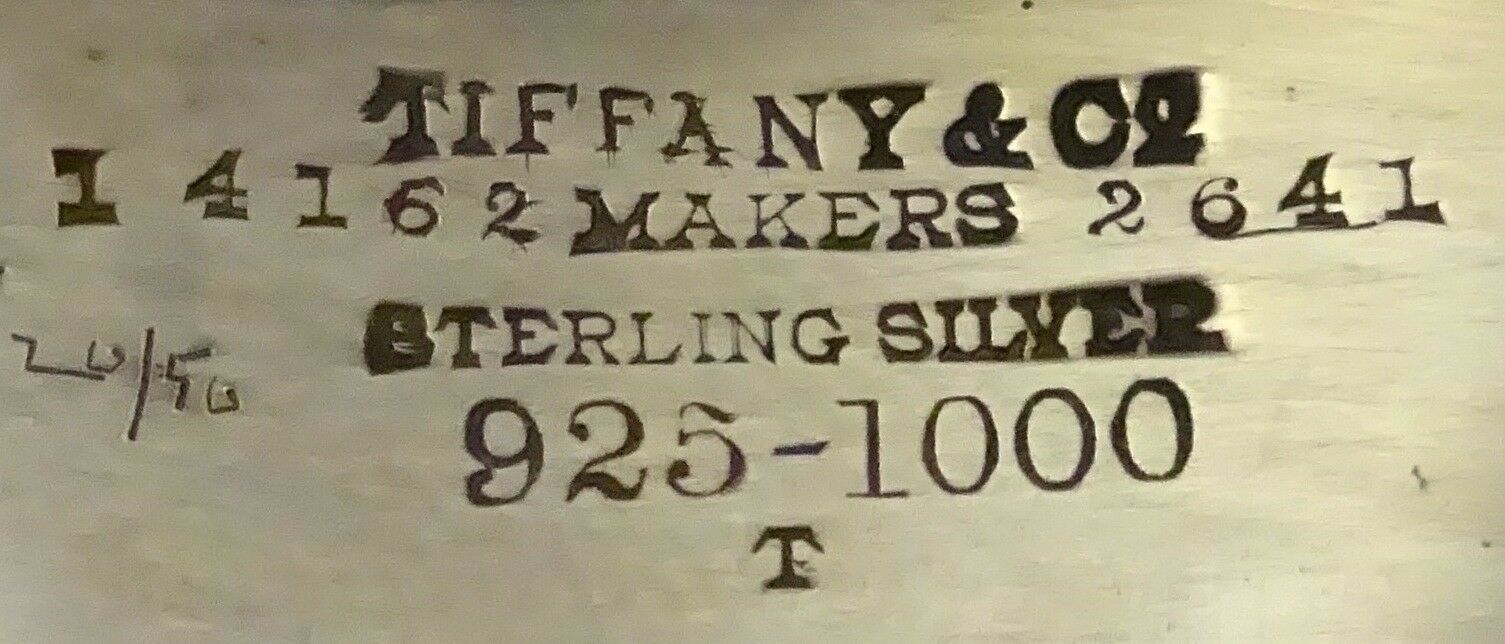 TIFFANY & Co
14162 MAKERS 2641
STERLING SILVER
20/50
925-1000
T